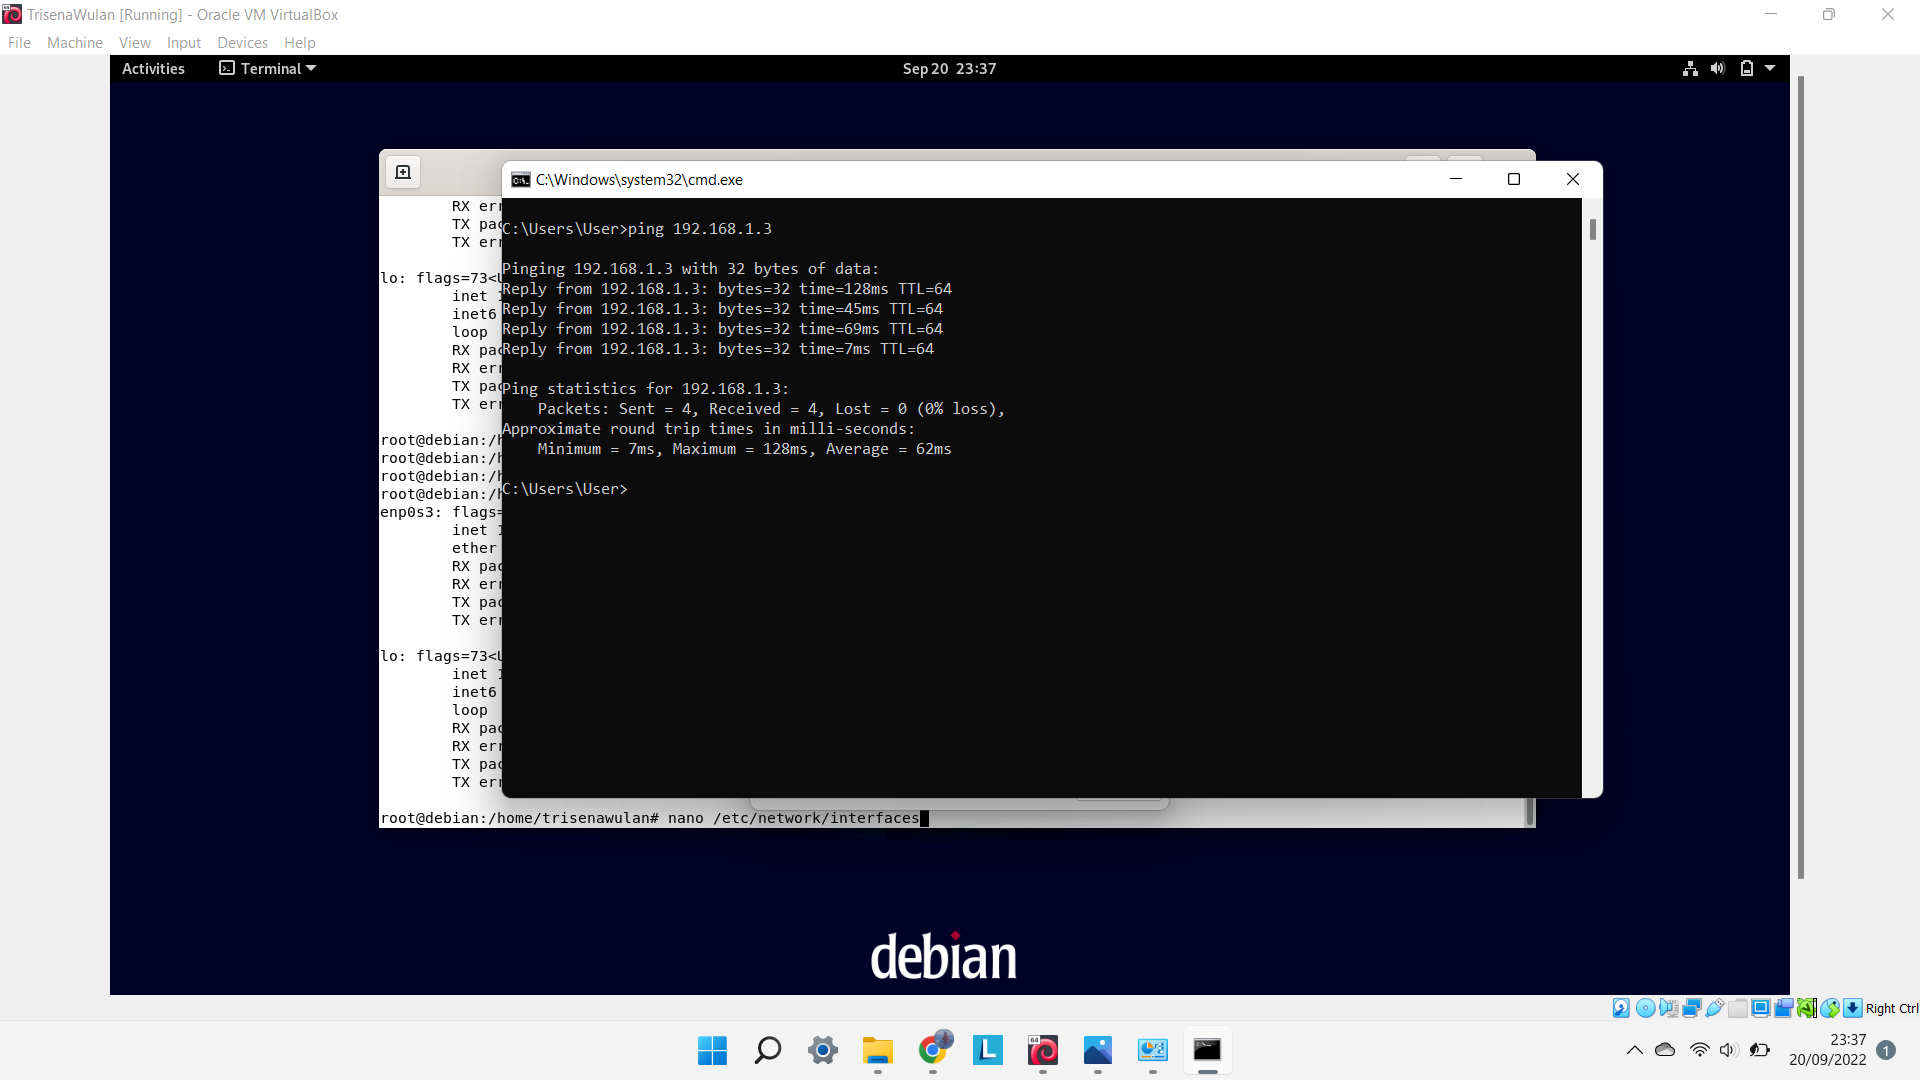 TrisenaWulan [Running] - Oracle VM VirtualBox
File Machine View Input Devices Help
Activities Terminal Sep 20 23:37
C:\Windows\system32\cmd.exe
C:\Users\User>ping 192.168.1.3
Pinging 192.168.1.3 with 32 bytes of data:
Reply from 192.168.1.3: bytes=32 time=128ms TTL=64
Reply from 192.168.1.3: bytes=32 time=45ms TTL=64
Reply from 192.168.1.3: bytes=32 time=69ms TTL=64
Reply from 192.168.1.3: bytes=32 time=7ms TTL=64
Ping statistics for 192.168.1.3:
Packets: Sent = 4, Received = 4, Lost = 0 (0% loss),
Approximate round trip times in milli-seconds:
Minimum = 7ms, Maximum = 128ms, Average = 62ms
C:\Users\User>
RX err
TX pac
TX err
lo: flags=73<U
inet 1
inet6
loop
RX pac
RX err
TX pac
TX err
root@debian:/h
root@debian:/h
root@debian:/h
root@debian:/h
enp0s3: flags=
inet 1
ether
RX pac
RX err
TX pac
TX err
lo: flags=73<U
inet 1
inet6
loop
RX pac
RX err
TX pac
TX err
root@debian:/home/trisenawulan# nano /etc/network/interfaces
debian
Right Ctrl
64
L
23:37
20/09/2022
1